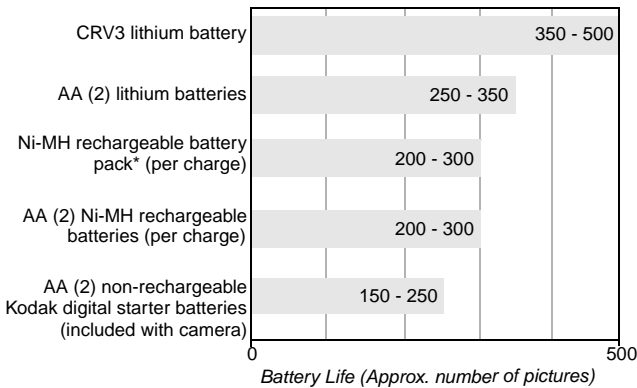 CRV3 lithium battery
350 - 500
AA (2) lithium batteries
250 - 350
Ni-MH rechargeable battery
pack* (per charge)
200 - 300
AA (2) Ni-MH rechargeable
batteries (per charge)
200 - 300
AA (2) non-rechargeable
Kodak digital starter batteries
(included with camera)
150 - 250
0
500
Battery Life (Approx. number of pictures)